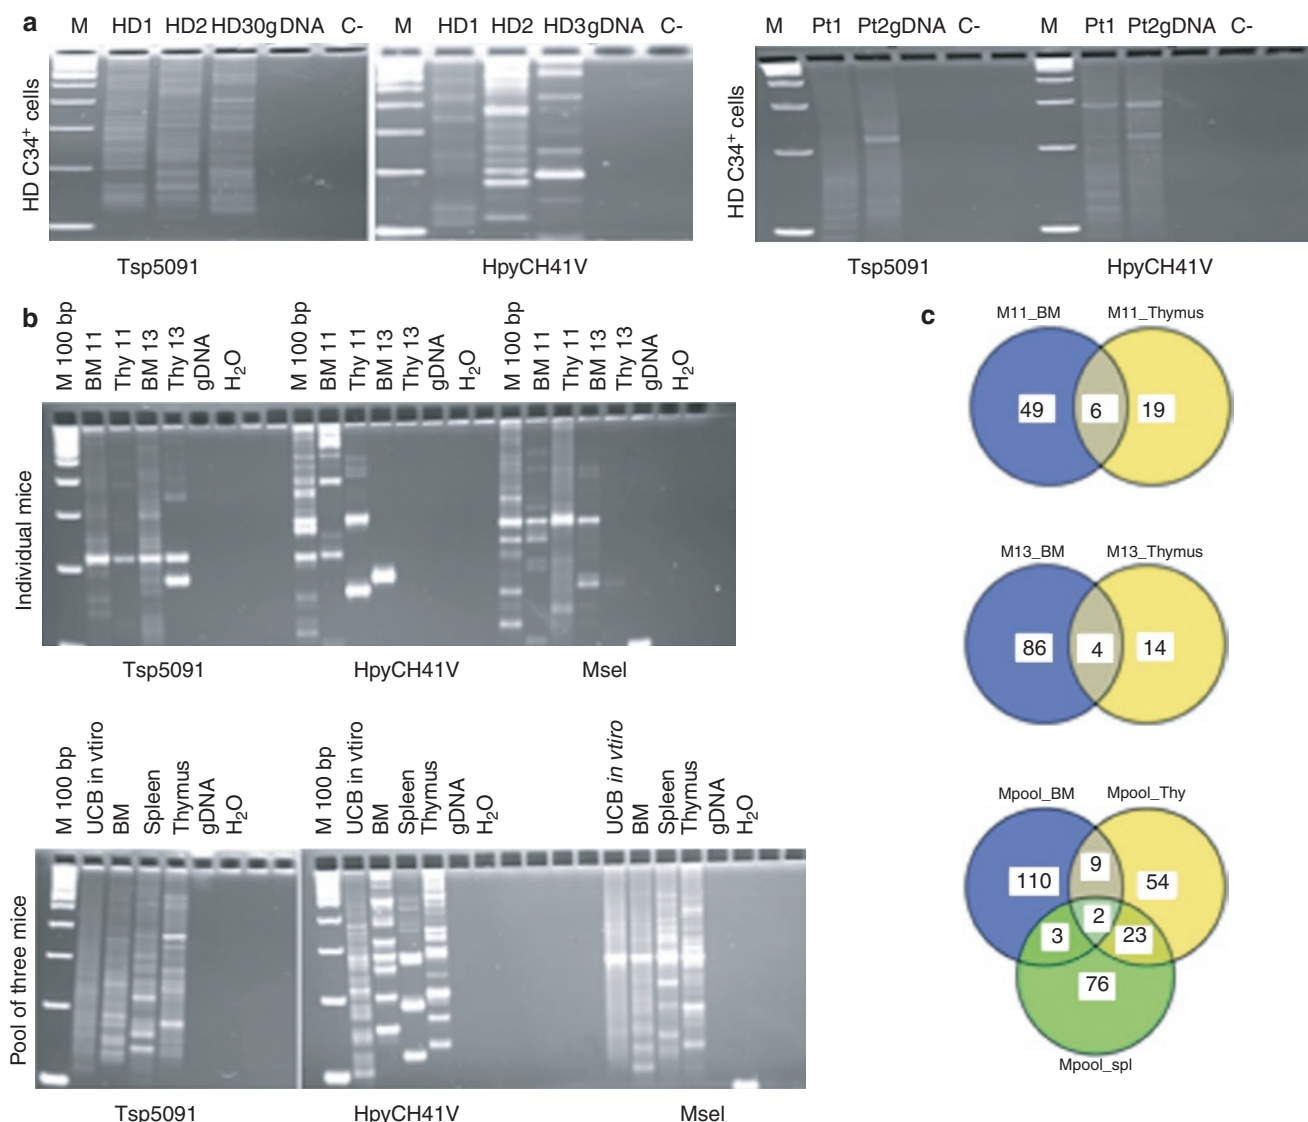 a
M HD1 HD2 HD30gDNA C- M HD1 HD2 HD3gDNA C-
HD C34+ cells
Tsp5091 HpyCH41V
M Pt1 Pt2gDNA C- M Pt1 Pt2gDNA C-
HD C34+ cells
Tsp5091 HpyCH41V
b
M 100 bp BM 11 Thy 11 BM 13 Thy 13 gDNA H2O M 100 bp BM 11 Thy 11 BM 13 Thy 13 gDNA H2O M 100 bp BM 11 Thy 11 BM 13 Thy 13 gDNA H2O
Individual mice
Tsp5091 HpyCH41V Msel
M 100 bp UCB in vtiro BM Spleen Thymus gDNA H2O M 100 bp UCB in vtiro BM Spleen Thymus gDNA H2O UCB in vtiro BM Spleen Thymus gDNA H2O
Pool of three mice
Tsp5091 HpyCH41V Msel
c
M11_BM M11_Thymus
49 6 19
M13_BM M13_Thymus
86 4 14
Mpool_BM Mpool_Thy
9
110 54
2
3 23
76
Mpool_spl